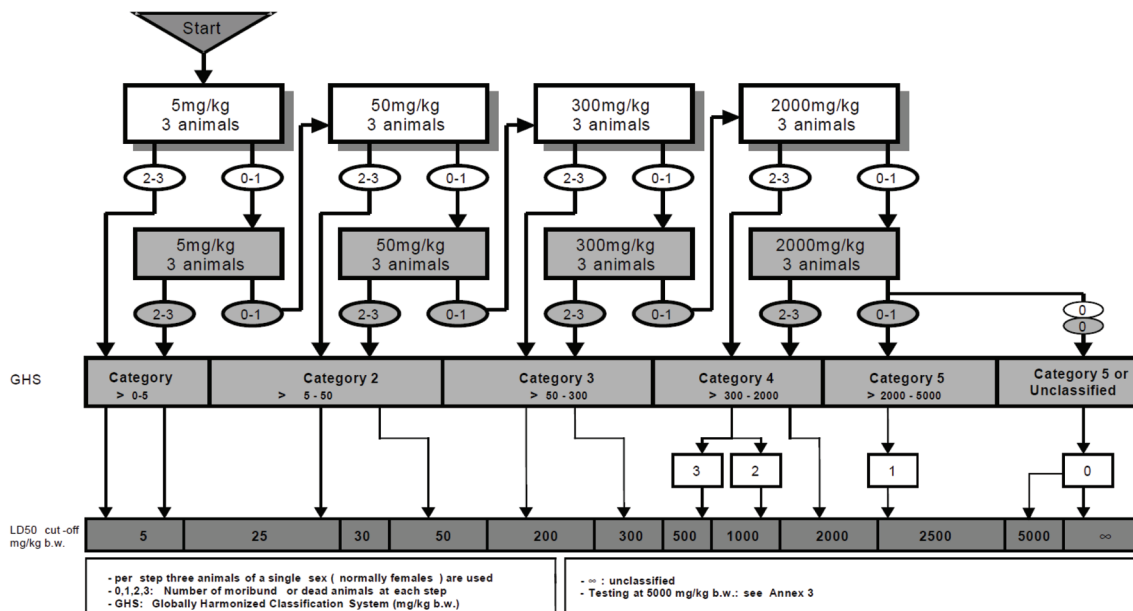 Start
5mg/kg
3 animals
50mg/kg
3 animals
300mg/kg
3 animals
2000mg/kg
3 animals
2-3
0-1
2-3
0-1
2-3
0-1
2-3
0-1
5mg/kg
3 animals
50mg/kg
3 animals
300mg/kg
3 animals
2000mg/kg
3 animals
2-3
0-1
2-3
0-1
2-3
0-1
2-3
0-1
0
0
GHS
Category
> 0-5
Category 2
> 5 - 50
Category 3
> 50 - 300
Category 4
> 300 - 2000
Category 5
> 2000 - 5000
Category 5 or
Unclassified
3
2
1
0
LD50 cut-off
mg/kg b.w.
5
25
30
50
200
300
500
1000
2000
2500
5000
∞
- per step three animals of a single sex ( normally females ) are used
- 0,1,2,3: Number of moribund or dead animals at each step
- GHS: Globally Harmonized Classification System (mg/kg b.w.)
- ∞ : unclassified
- Testing at 5000 mg/kg b.w.: see Annex 3